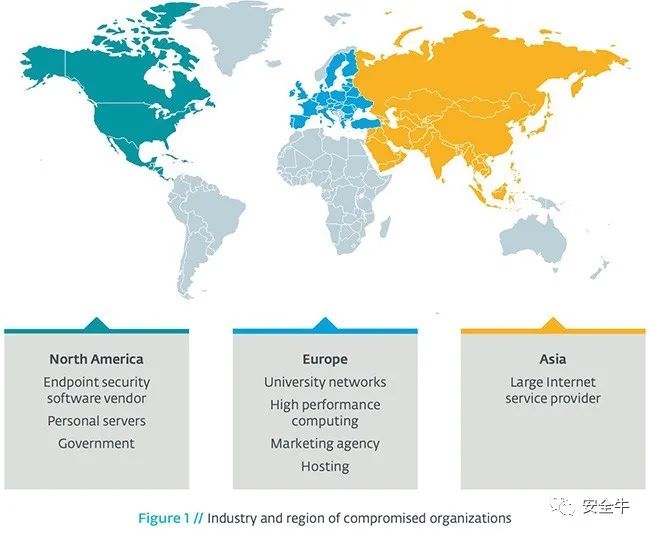 North America
Endpoint security
software vendor
Personal servers
Government
Europe
University networks
High performance
computing
Marketing agency
Hosting
Asia
Large Internet
service provider
安全牛
Figure 1 // Industry and region of compromised organizations